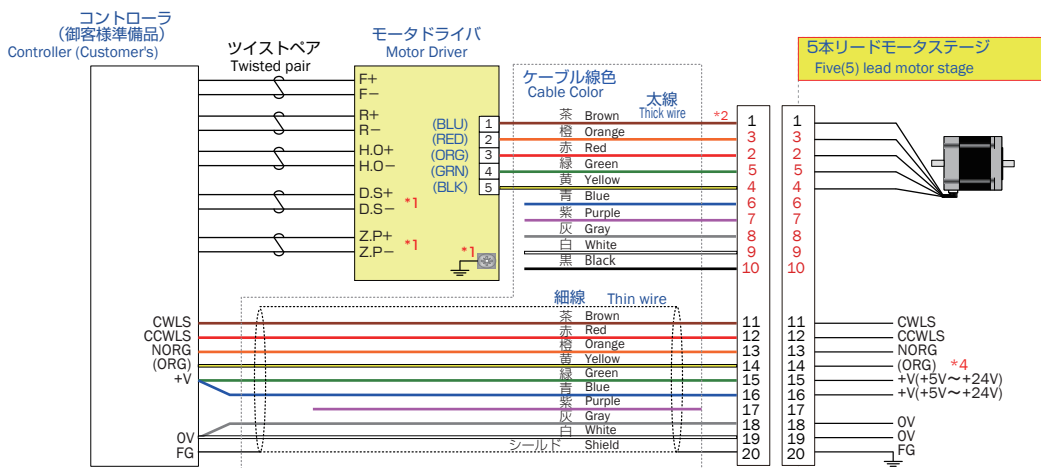 コントローラ
(御客様準備品)
Controller (Customer's)
ツイストペア
Twisted pair
モータドライバ
Motor Driver
F+
F−
R+
R−
H.O+
H.O−
D.S+
D.S− *1
Z.P+
Z.P− *1
*1
(BLU) 1
(RED) 2
(ORG) 3
(GRN) 4
(BLK) 5
ケーブル線色
Cable Color
太線
Thick wire
*2
茶 Brown
橙 Orange
赤 Red
緑 Green
黄 Yellow
青 Blue
紫 Purple
灰 Gray
白 White
黒 Black
1
3
2
5
4
6
7
8
9
10
5本リードモータステージ
Five(5) lead motor stage
1
3
2
5
4
6
7
8
9
10
細線 Thin wire
CWLS
CCWLS
NORG
(ORG)
+V
0V
FG
茶 Brown
赤 Red
橙 Orange
黄 Yellow
緑 Green
青 Blue
紫 Purple
灰 Gray
白 White
シールド Shield
11
12
13
14
15
16
17
18
19
20
11 CWLS
12 CCWLS
13 NORG
14 (ORG) *4
15 +V(+5V〜+24V)
16 +V(+5V〜+24V)
17
18 0V
19 0V
20 FG